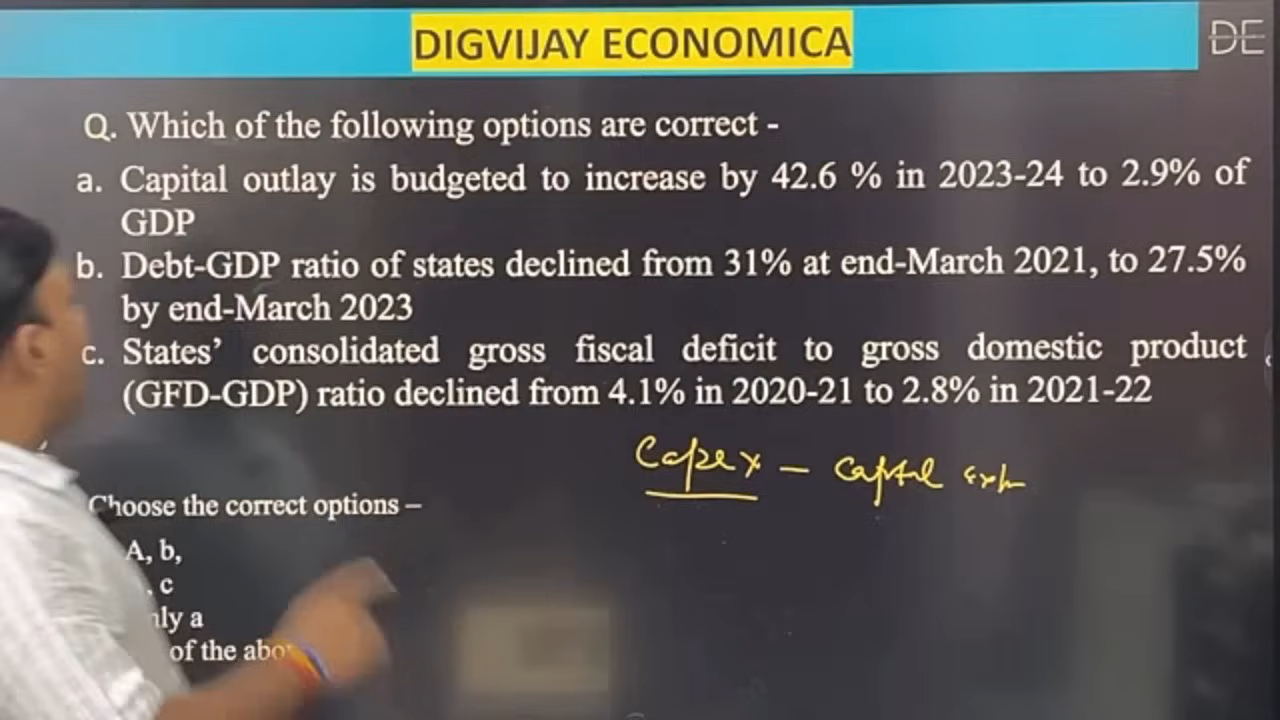 DIGVIJAY ECONOMICA
DE
Q. Which of the following options are correct -
a. Capital outlay is budgeted to increase by 42.6 % in 2023-24 to 2.9% of
GDP
b. Debt-GDP ratio of states declined from 31% at end-March 2021, to 27.5%
by end-March 2023
c. States’ consolidated gross fiscal deficit to gross domestic product
(GFD-GDP) ratio declined from 4.1% in 2020-21 to 2.8% in 2021-22
Capex –
Choose the correct options –
A, b,
, c
a
of the